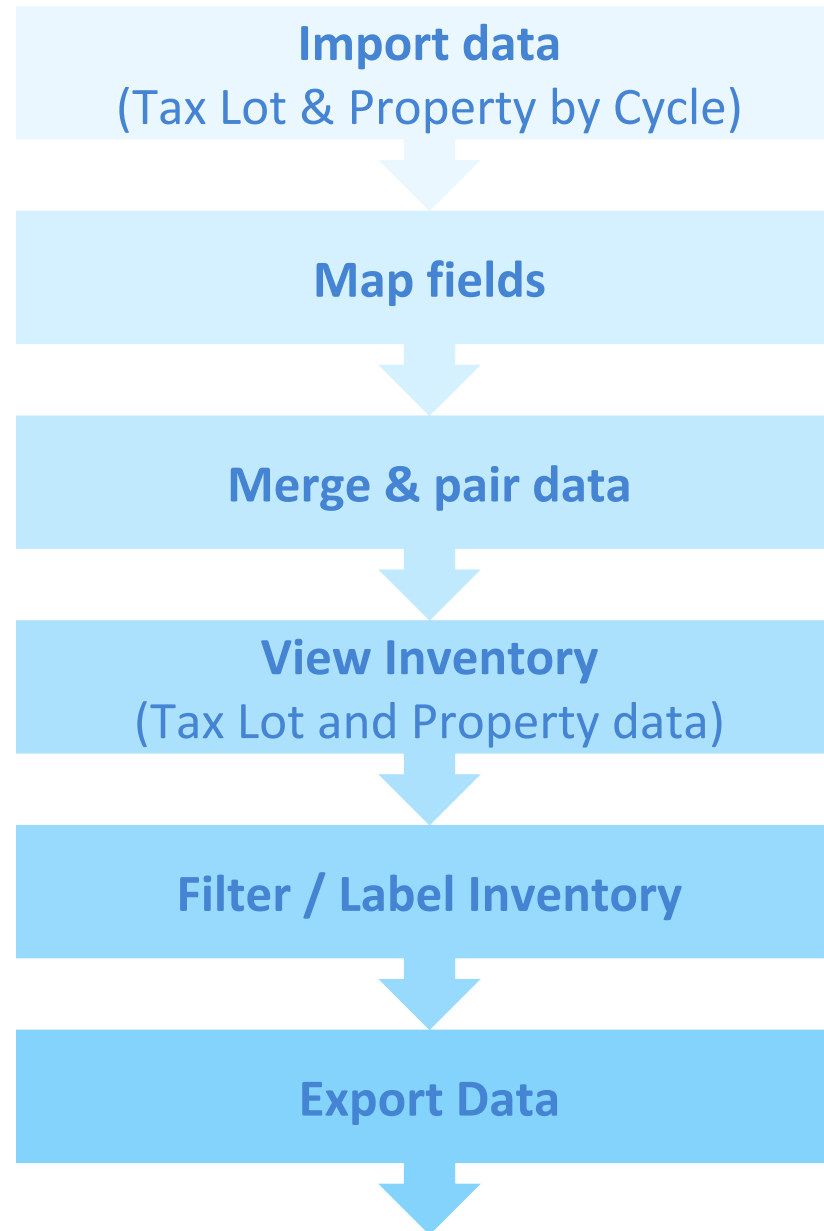 Import data
(Tax Lot & Property by Cycle)
Map fields
Merge & pair data
View Inventory
(Tax Lot and Property data)
Filter / Label Inventory
Export Data